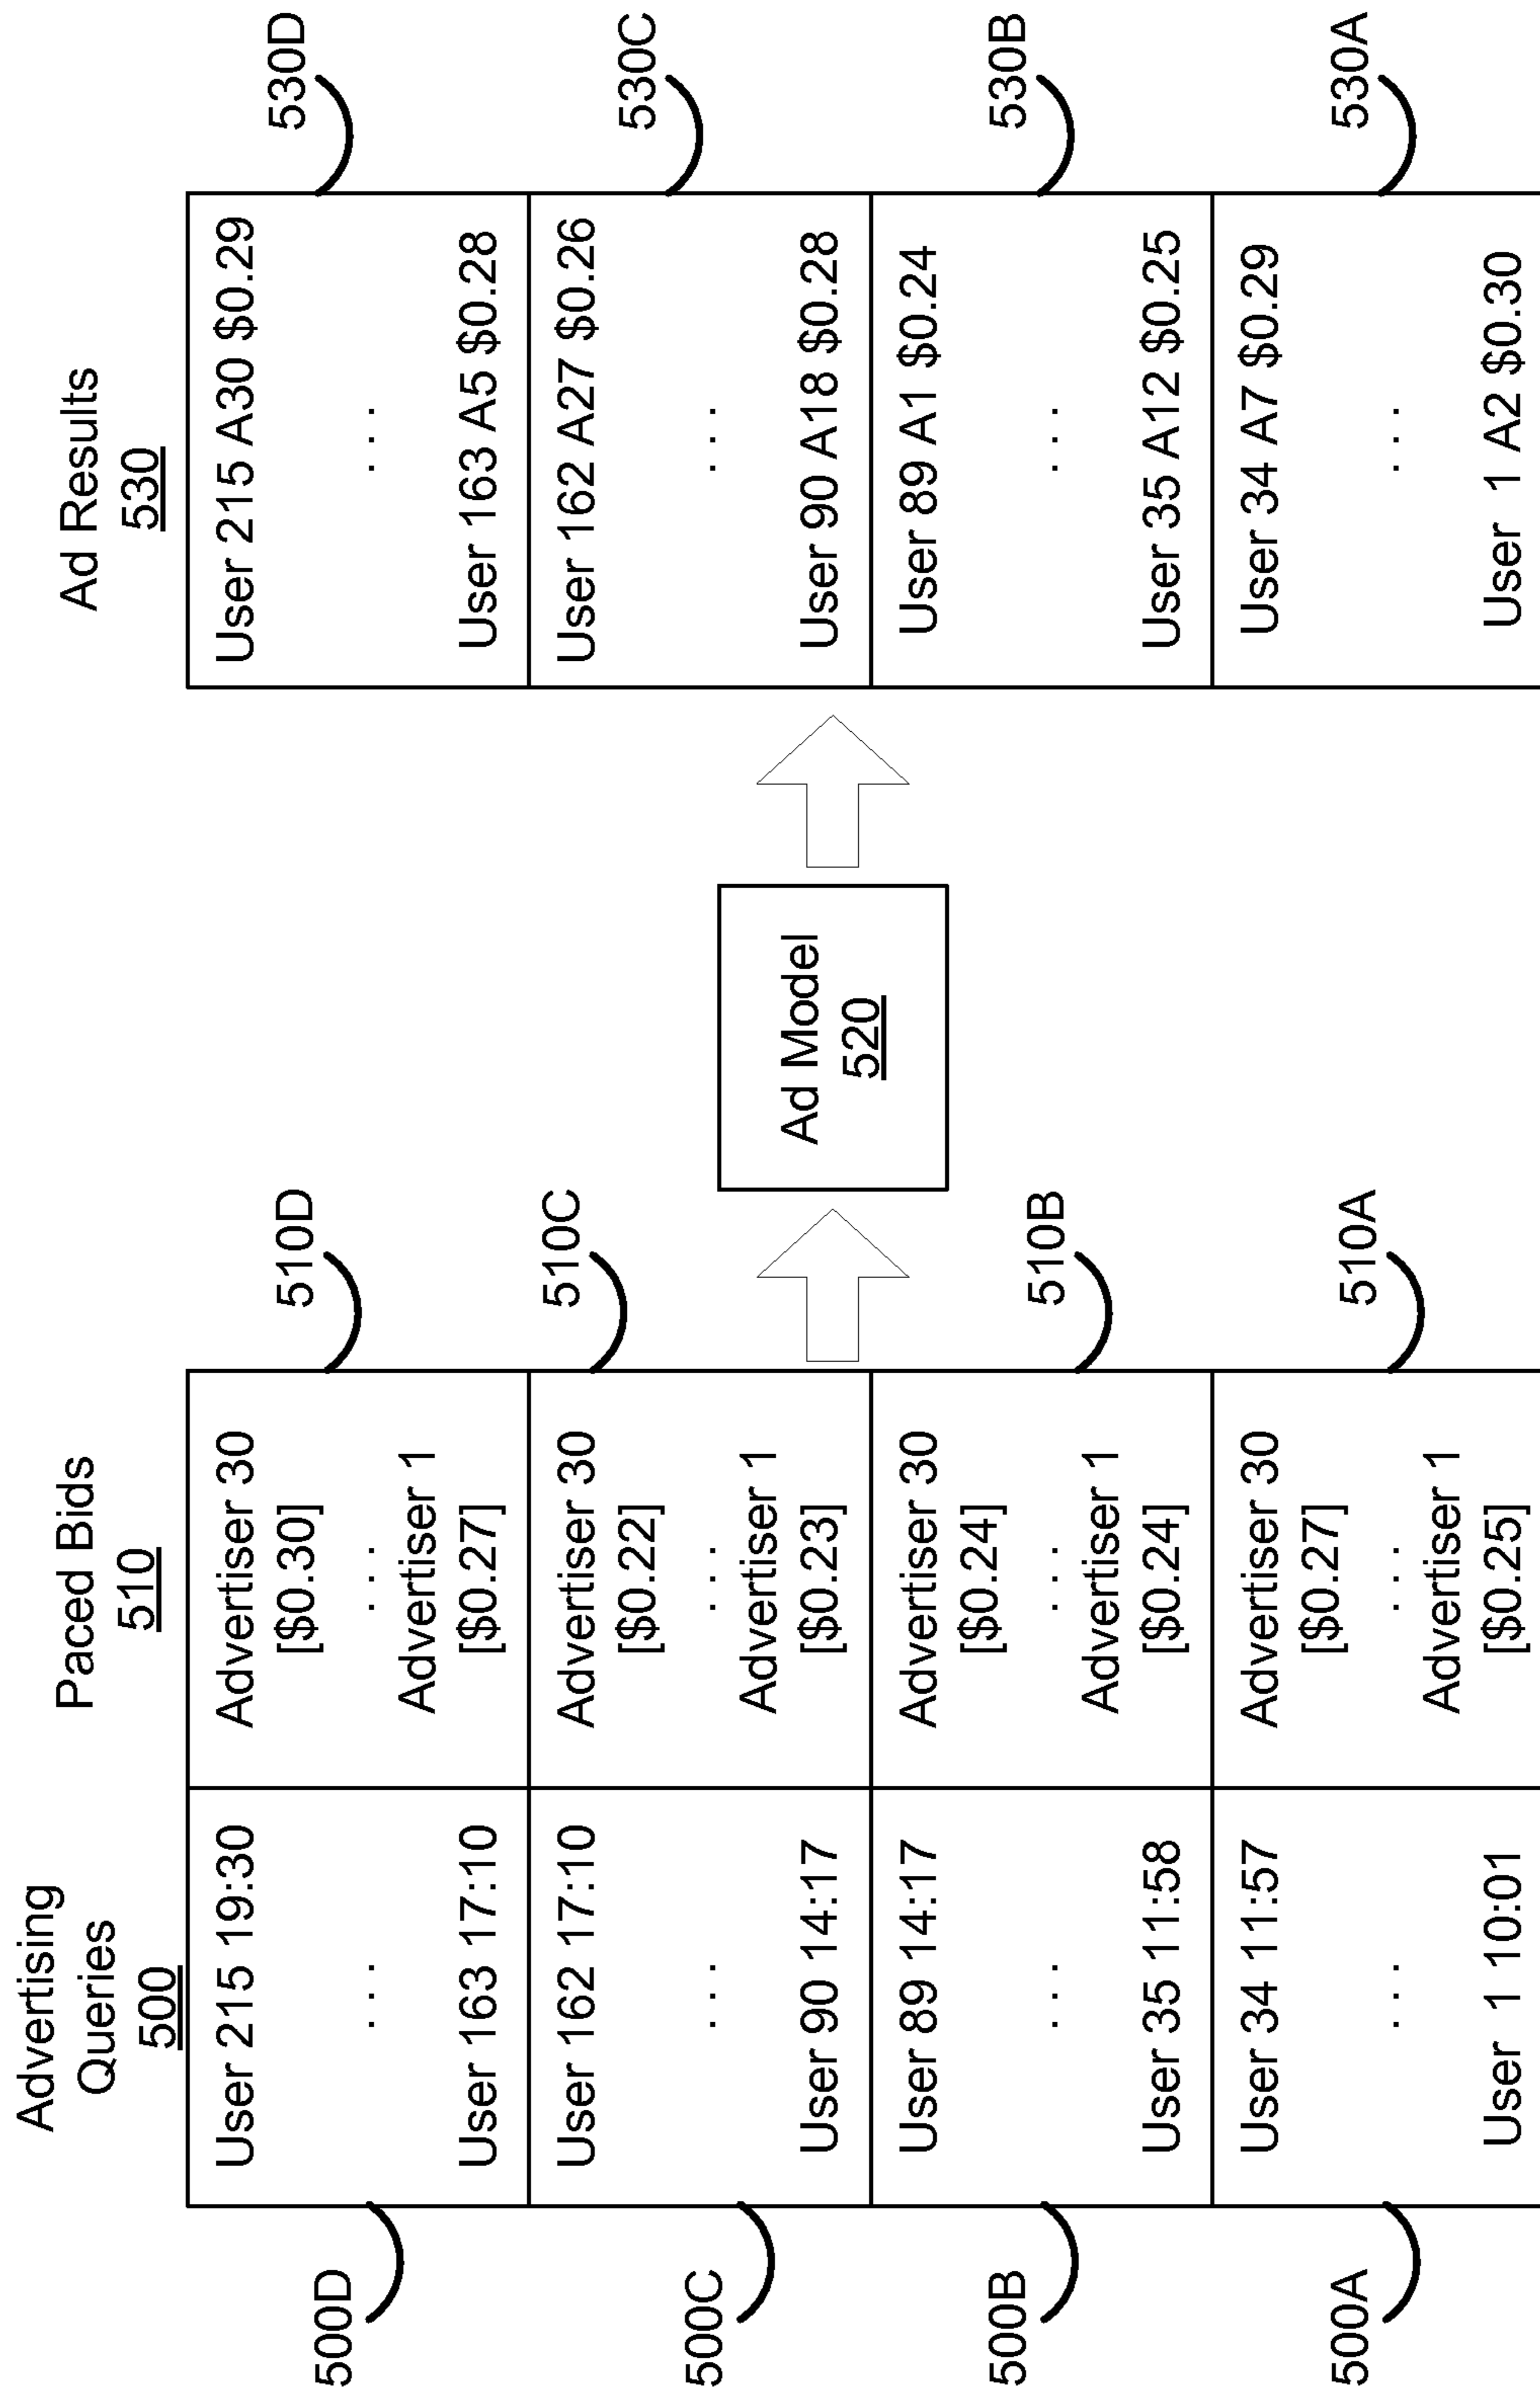 Advertising
Queries
500
User 215 19:30
. . .
User 163 17:10
User 162 17:10
. . .
User 90 14:17
User 89 14:17
. . .
User 35 11:58
User 34 11:57
. . .
User 1 10:01
500D
500C
500B
500A
Paced Bids
510
Advertiser 30
[$0.30]
. . .
Advertiser 1
[$0.27]
Advertiser 30
[$0.22]
. . .
Advertiser 1
[$0.23]
Advertiser 30
[$0.24]
. . .
Advertiser 1
[$0.24]
Advertiser 30
[$0.27]
. . .
Advertiser 1
[$0.25]
510D
510C
510B
510A
Ad Model
520
Ad Results
530
User 215 A30 $0.29
. . .
User 163 A5 $0.28
User 162 A27 $0.26
. . .
User 90 A18 $0.28
User 89 A1 $0.24
. . .
User 35 A12 $0.25
User 34 A7 $0.29
. . .
User 1 A2 $0.30
530D
530C
530B
530A